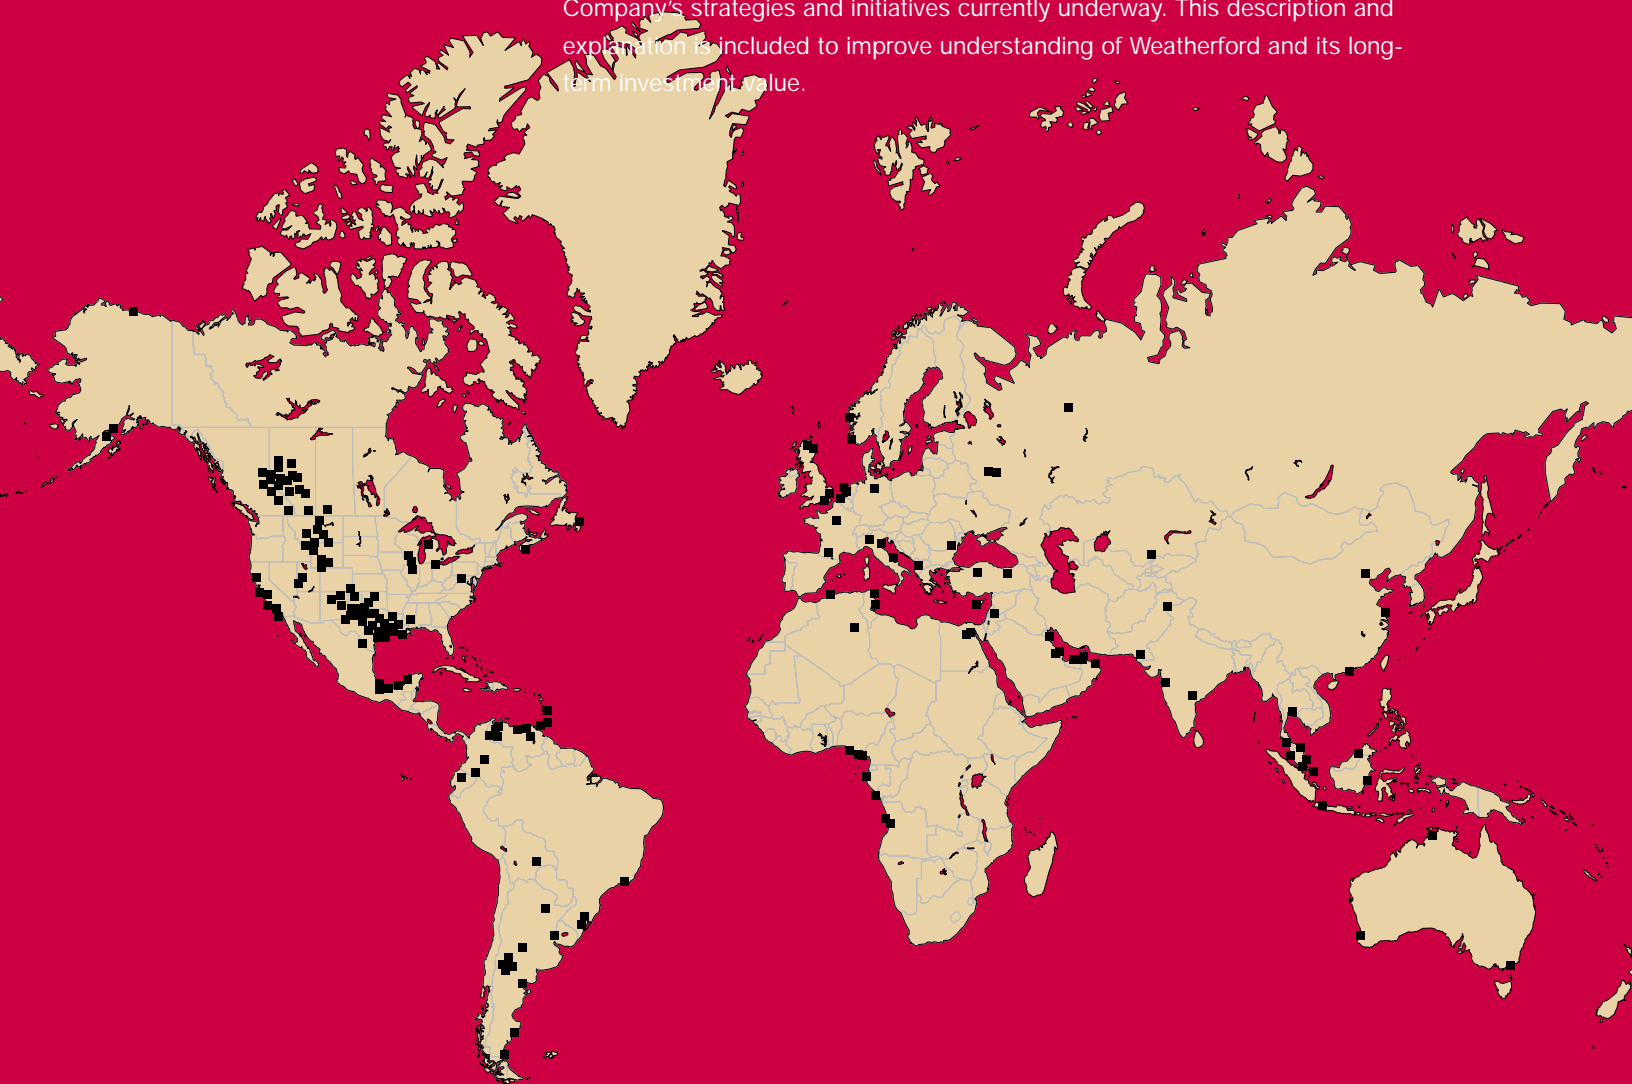 Company's strategies and initiatives currently underway. This description and
explanation is included to improve understanding of Weatherford and its long-
term investment value.